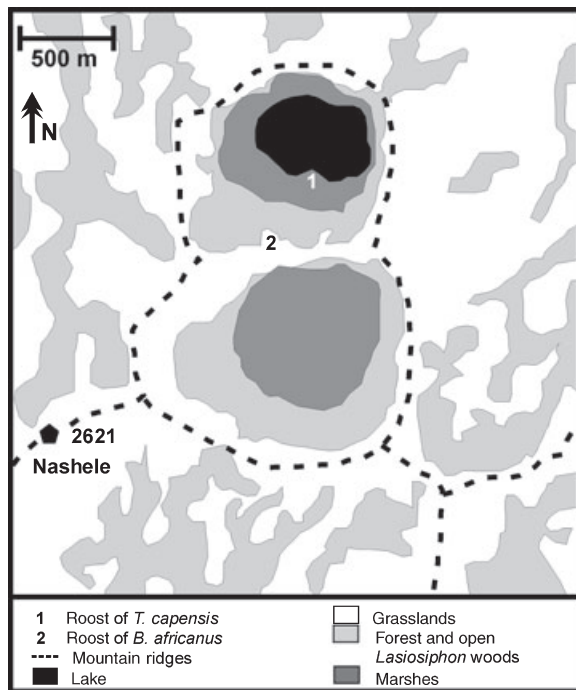 500 m
N
1
2
2621
Nashele
1 Roost of T. capensis
2 Roost of B. africanus
Mountain ridges
Lake
Grasslands
Forest and open
Lasiosiphon woods
Marshes